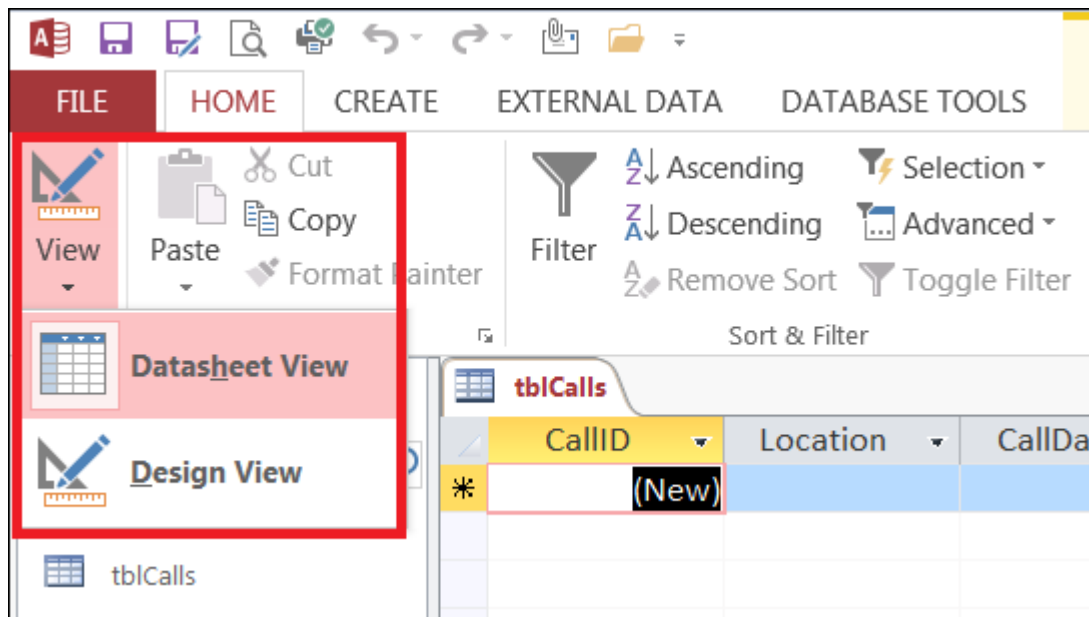 FILE HOME CREATE EXTERNAL DATA DATABASE TOOLS
View
Paste
Cut
Copy
Format Painter
Filter
Ascending
Descending
Remove Sort
Selection
Advanced
Toggle Filter
Sort & Filter
Datasheet View
Design View
tblCalls
tblCalls
CallID Location CallDa
(New)